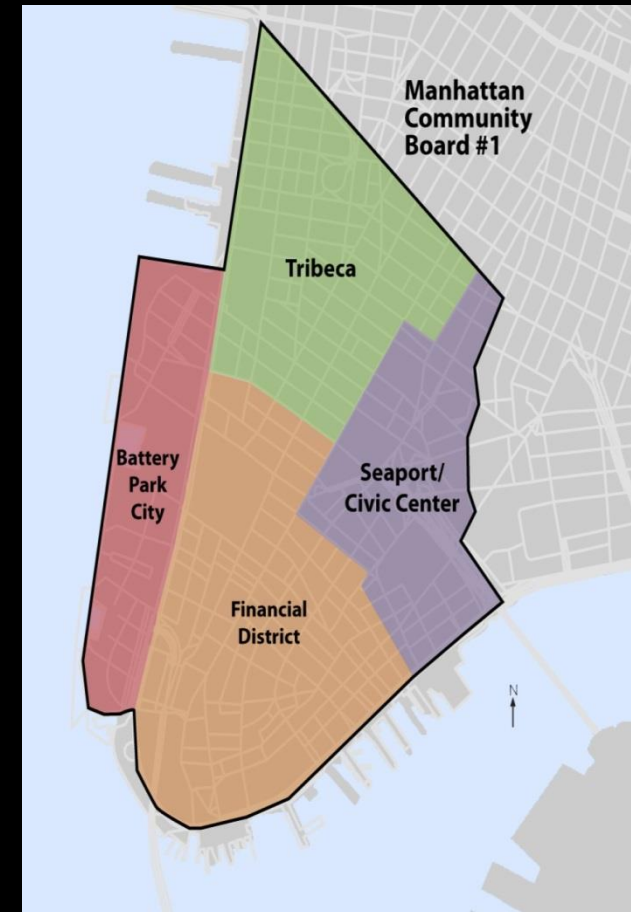 Manhattan
Community
Board #1
Tribeca
Battery
Park
City
Seaport/
Civic Center
Financial
District
N